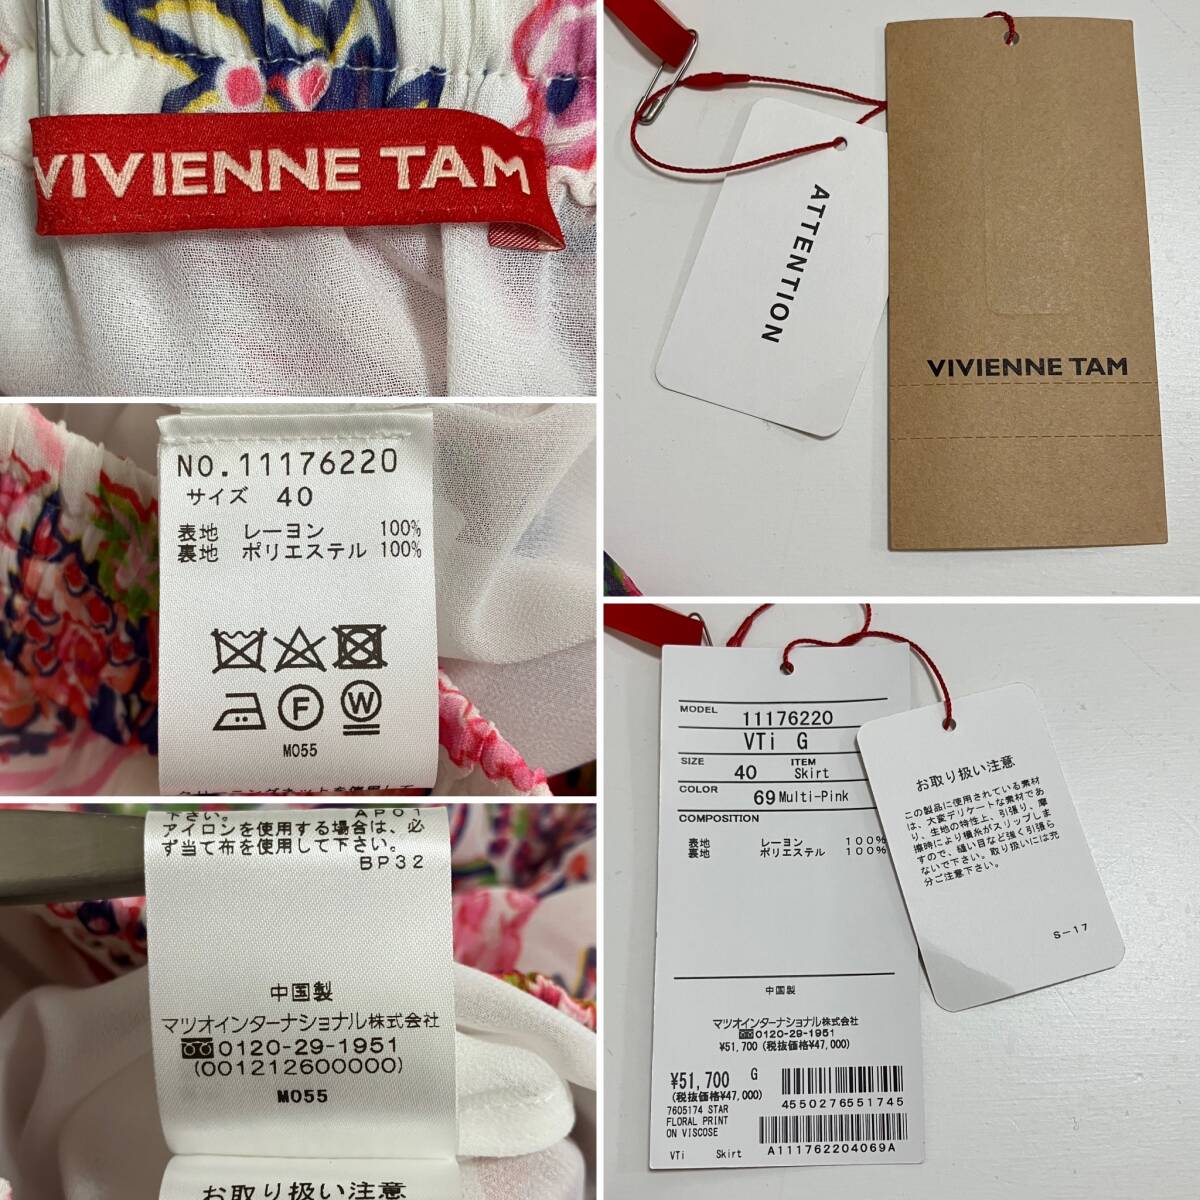 VIVIENNE TAM
ATTENTION
VIVIENNE TAM
NO.11176220
サイズ 40
表地 レーヨン 100%
裏地 ポリエステル 100%
F
W
M055
下さい。 AP01
アイロンを使用する場合は、必
ず当て布を使用して下さい。
BP32
中国製
マツオインターナショナル株式会社
0120-29-1951
(001212600000)
M055
お取り扱い注意
MODEL 11176220
VTi G
SIZE 40 ITEM Skirt
COLOR 69 Multi-Pink
COMPOSITION
表地 レーヨン 100%
裏地 ポリエステル 100%
中国製
マツオインターナショナル株式会社
0120-29-1951
¥51,700 (税抜価格¥47,000)
¥51,700 G
(税抜価格¥47,000)
7605174 STAR
FLORAL PRINT
ON VISCOSE
VTi Skirt
4550276551745
A111762204069A
お取り扱い注意
この製品に使用されている素材
は、大変デリケートな素材であ
り、生地の特性上、引張り、摩
擦時により横糸がスリップしま
すので、縫い目など強く引張ら
ないで下さい。取り扱いには充
分ご注意下さい。
S-17